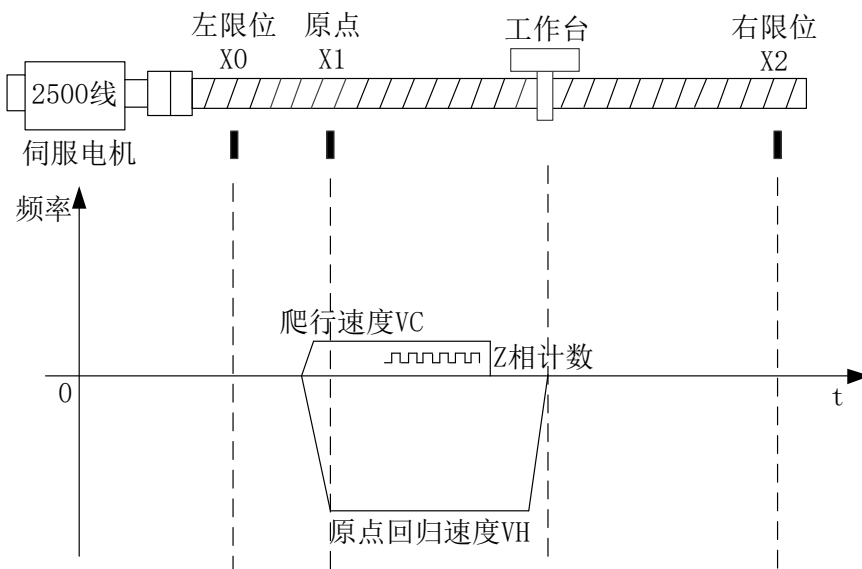 左限位 原点 工作台 右限位
X0 X1 X2
2500线
伺服电机
频率
爬行速度VC
Z相计数
0 t
原点回归速度VH